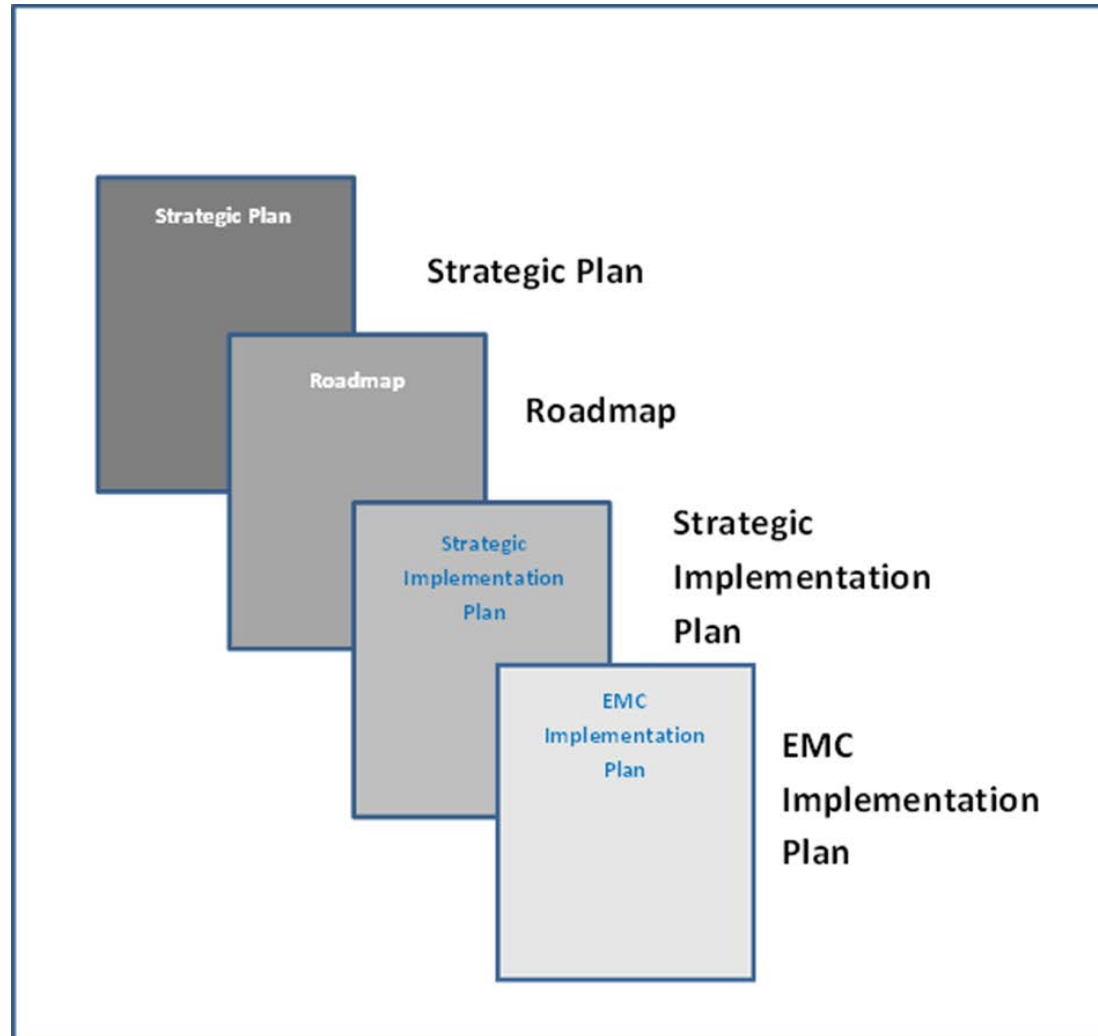 Strategic Plan
Strategic Plan
Roadmap
Roadmap
Strategic
Implementation
Plan
Strategic
Implementation
Plan
EMC
Implementation
Plan
EMC
Implementation
Plan